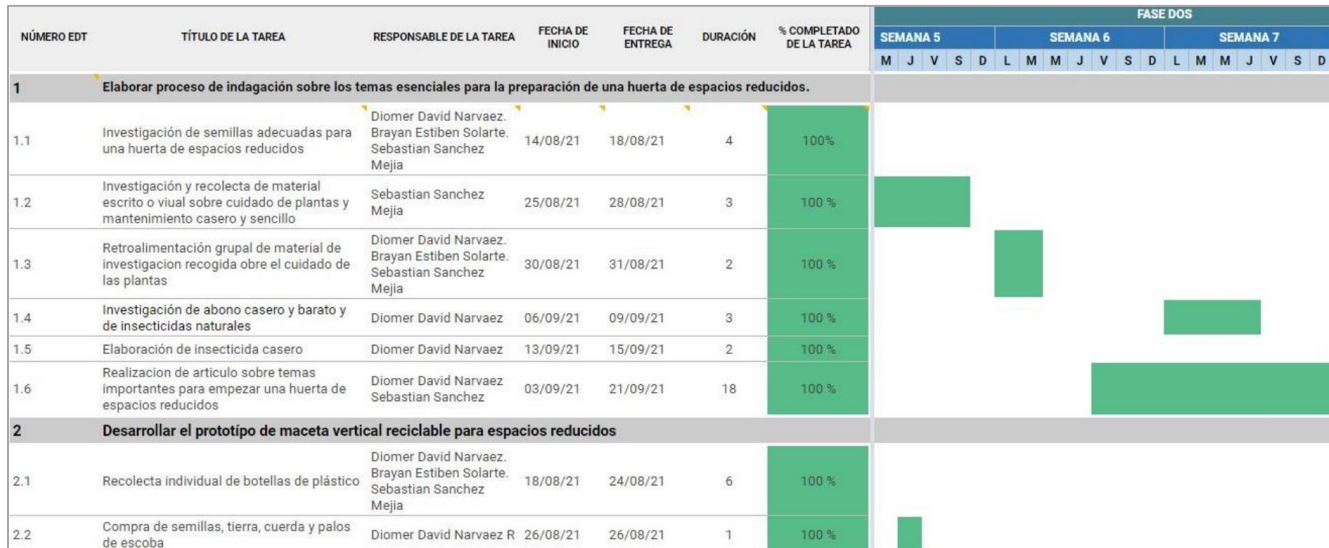 FASE DOS
NÚMERO EDT TÍTULO DE LA TAREA RESPONSABLE DE LA TAREA FECHA DE INICIO FECHA DE ENTREGA DURACIÓN % COMPLETADO DE LA TAREA SEMANA 5 SEMANA 6 SEMANA 7
M J V S D L M M J V S D L M M J V S D
1 Elaborar proceso de indagación sobre los temas esenciales para la preparación de una huerta de espacios reducidos.
1.1
Investigación de semillas adecuadas para
una huerta de espacios reducidos
Diomer David Narvaez.
Brayan Estiben Solarte.
Sebastian Sanchez
Mejia
14/08/21 18/08/21 4 100%
1.2
Investigación y recolecta de material
escrito o viual sobre cuidado de plantas y
mantenimiento casero y sencillo
Sebastian Sanchez
Mejia
25/08/21 28/08/21 3 100 %
1.3
Retroalimentación grupal de material de
investigacion recogida obre el cuidado de
las plantas
Diomer David Narvaez.
Brayan Estiben Solarte.
Sebastian Sanchez
Mejia
30/08/21 31/08/21 2 100 %
1.4
Investigación de abono casero y barato y
de insecticidas naturales
Diomer David Narvaez 06/09/21 09/09/21 3 100 %
1.5 Elaboración de insecticida casero Diomer David Narvaez 13/09/21 15/09/21 2 100 %
1.6
Realizacion de articulo sobre temas
importantes para empezar una huerta de
espacios reducidos
Diomer David Narvaez
Sebastian Sanchez
03/09/21 21/09/21 18 100 %
2 Desarrollar el prototípo de maceta vertical reciclable para espacios reducidos
2.1
Recolecta individual de botellas de plástico
Diomer David Narvaez.
Brayan Estiben Solarte.
Sebastian Sanchez
Mejia
18/08/21 24/08/21 6 100 %
2.2
Compra de semillas, tierra, cuerda y palos
de escoba
Diomer David Narvaez R 26/08/21 26/08/21 1 100 %